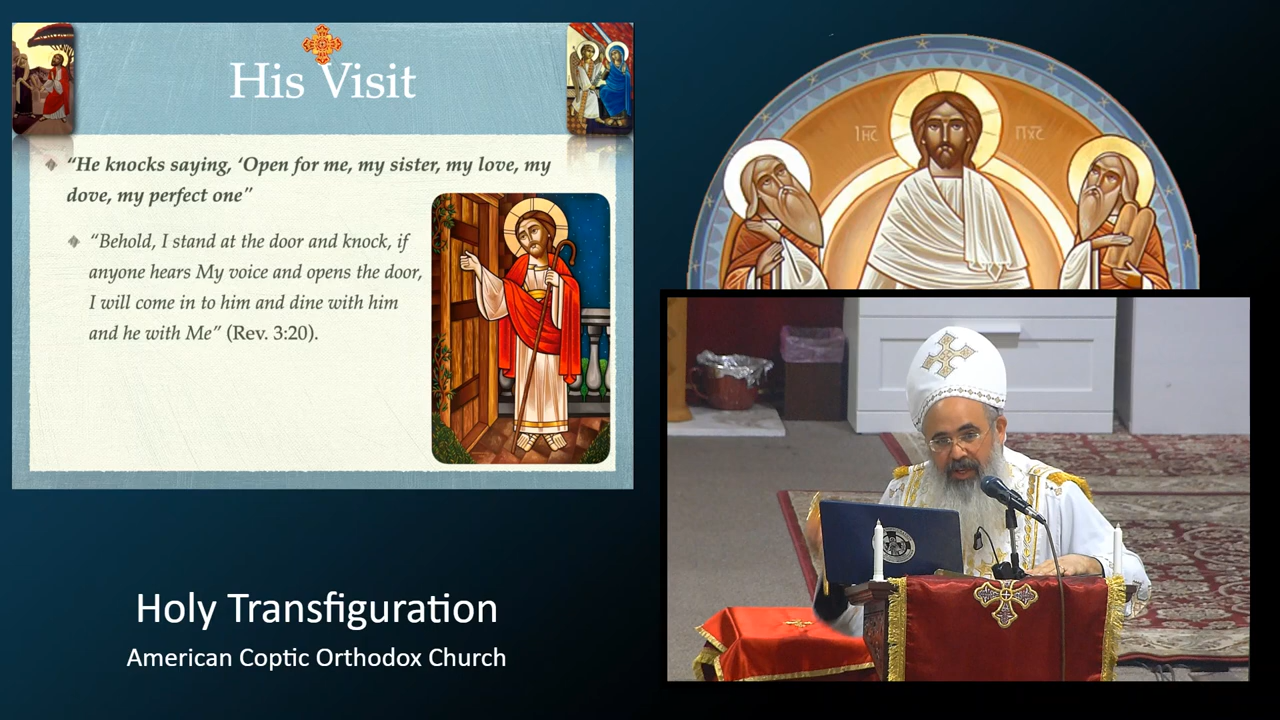 His Visit
“He knocks saying, ‘Open for me, my sister, my love, my
dove, my perfect one”
“Behold, I stand at the door and knock, if
anyone hears My voice and opens the door,
I will come in to him and dine with him
and he with Me” (Rev. 3:20).
Holy Transfiguration
American Coptic Orthodox Church